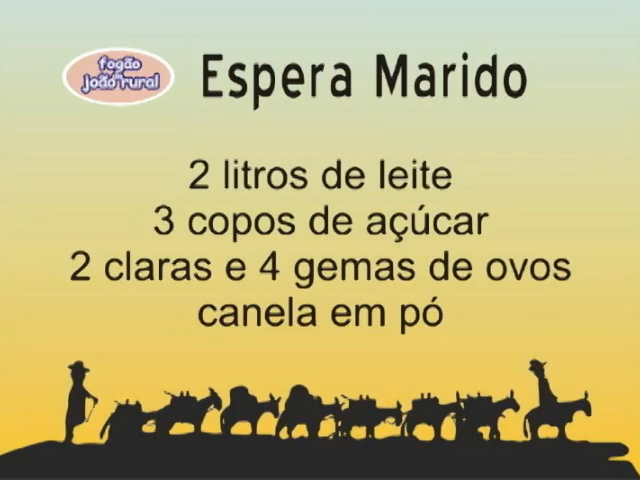 fogão
do
joão rural
Espera Marido
2 litros de leite
3 copos de açúcar
2 claras e 4 gemas de ovos
canela em pó